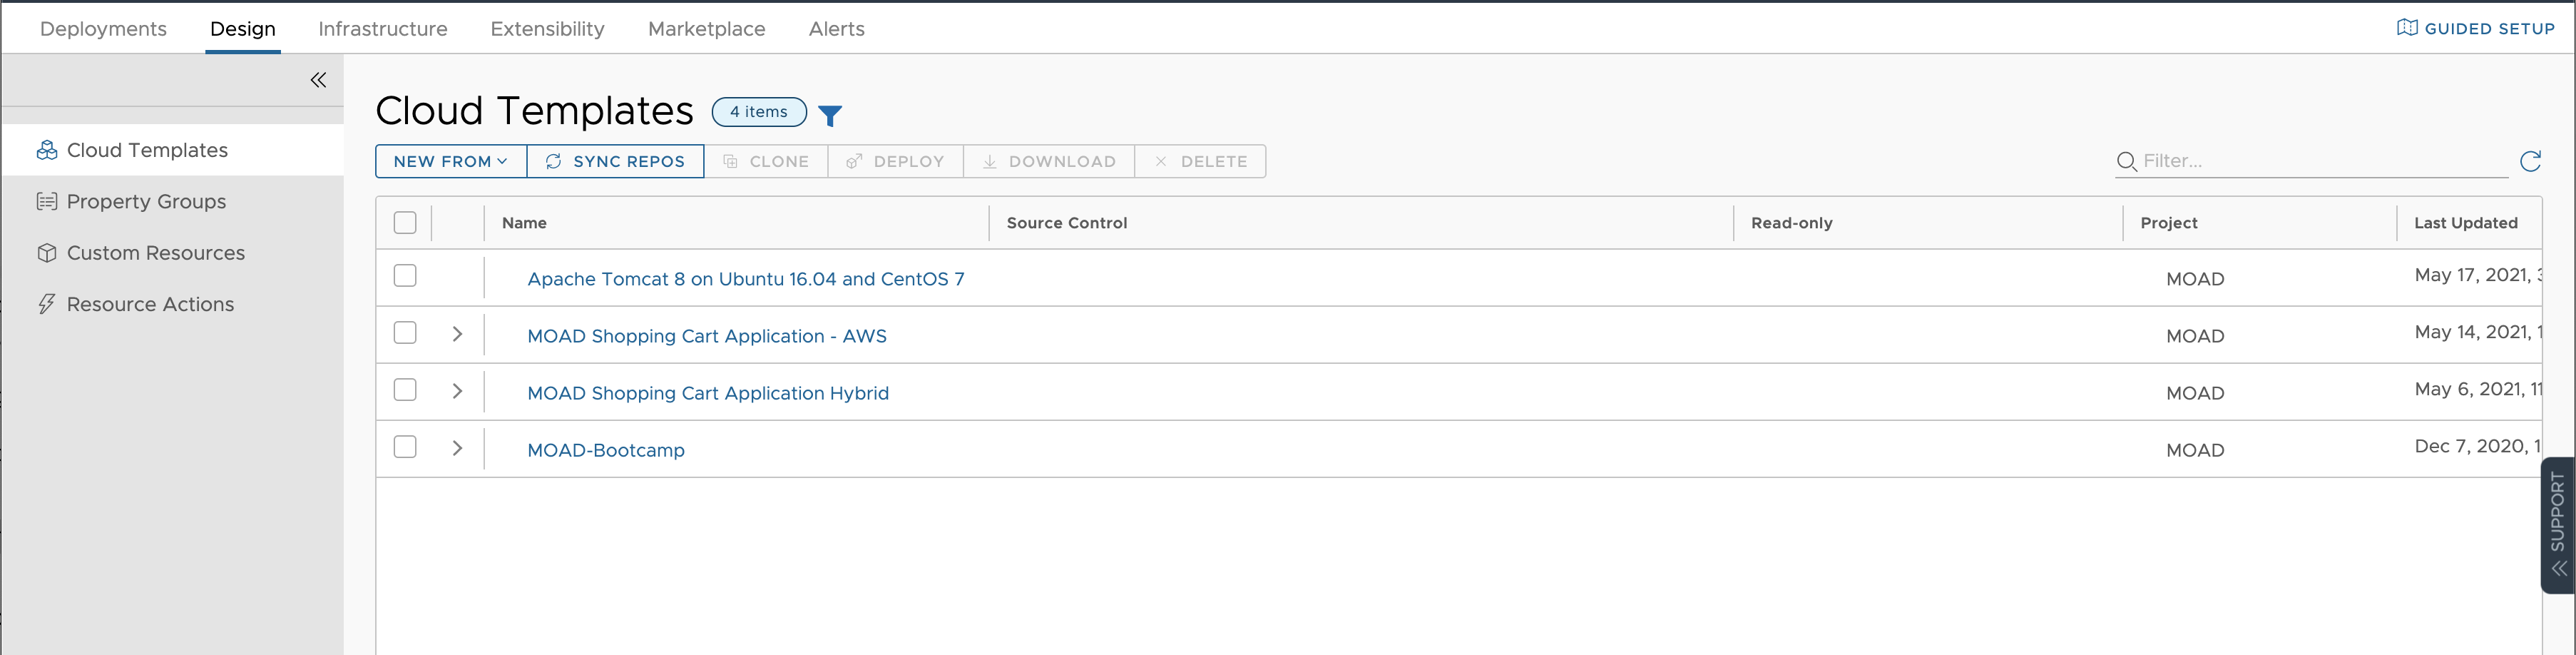 Deployments Design Infrastructure Extensibility Marketplace Alerts GUIDED SETUP
Cloud Templates
Property Groups
Custom Resources
Resource Actions
Cloud Templates 4 items
NEW FROM SYNC REPOS CLONE DEPLOY DOWNLOAD DELETE Filter...
Name Source Control Read-only Project Last Updated
Apache Tomcat 8 on Ubuntu 16.04 and CentOS 7 MOAD May 17, 2021, 3
MOAD Shopping Cart Application - AWS MOAD May 14, 2021, 1
MOAD Shopping Cart Application Hybrid MOAD May 6, 2021, 11
MOAD-Bootcamp MOAD Dec 7, 2020, 1
SUPPORT